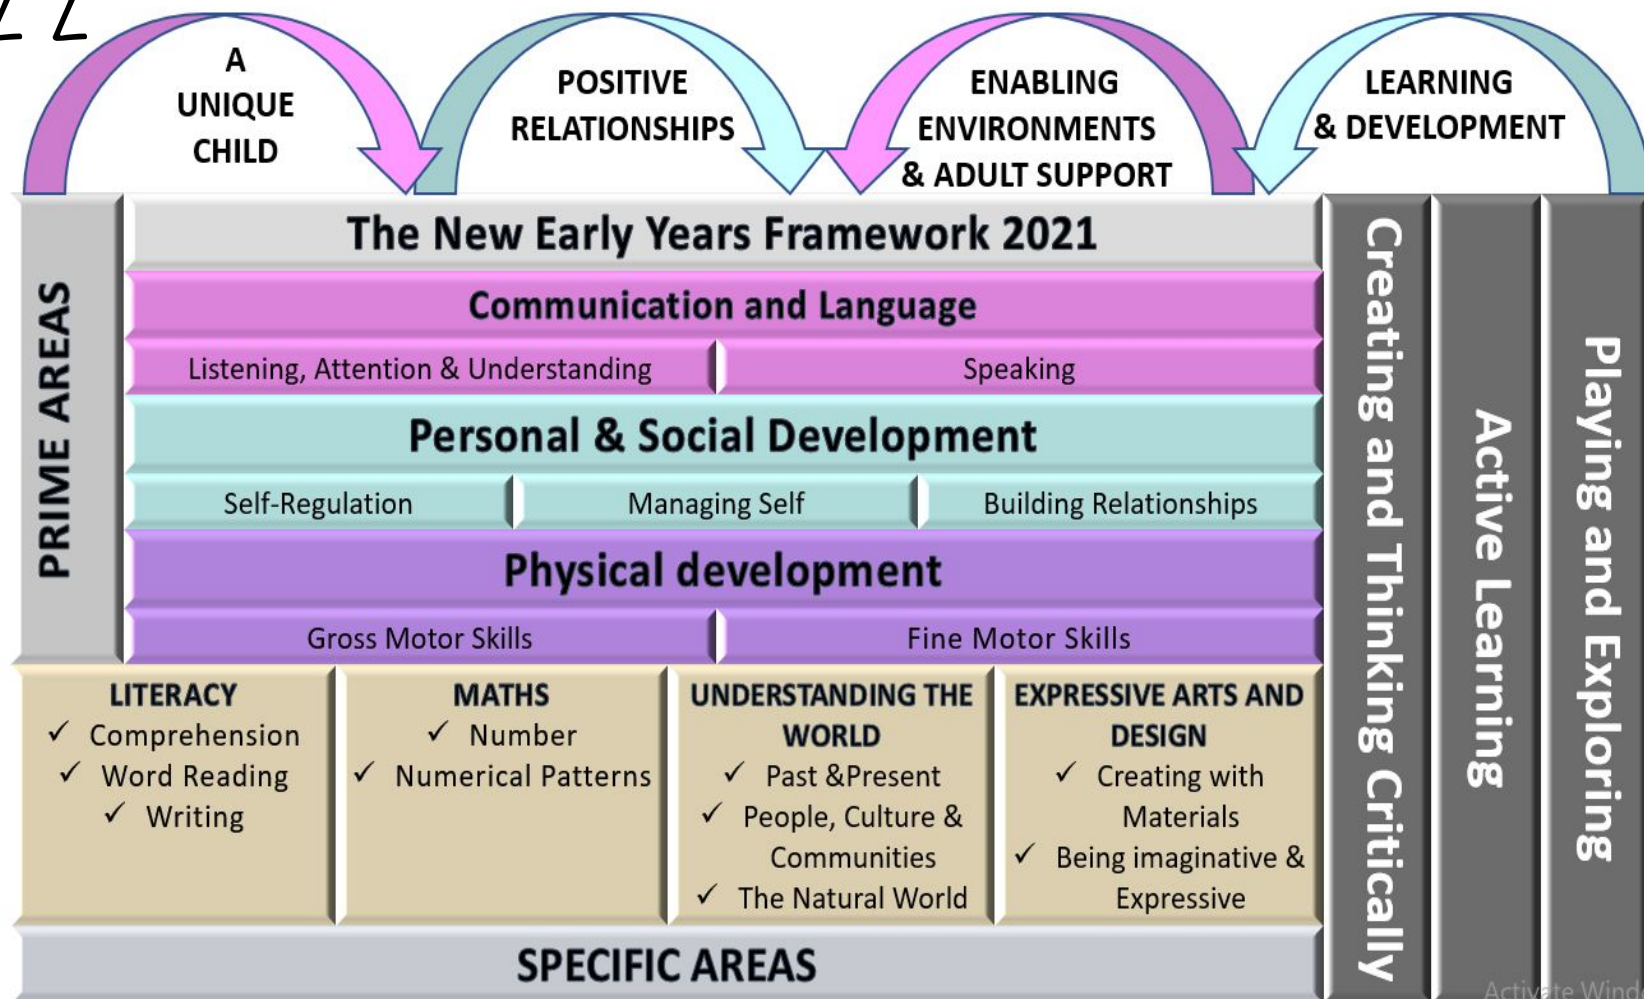 A
UNIQUE
CHILD
POSITIVE
RELATIONSHIPS
ENABLING
ENVIRONMENTS
& ADULT SUPPORT
LEARNING
& DEVELOPMENT
PRIME AREAS
The New Early Years Framework 2021
Communication and Language
Listening, Attention & Understanding
Speaking
Personal & Social Development
Self-Regulation
Managing Self
Building Relationships
Physical development
Gross Motor Skills
Fine Motor Skills
LITERACY
✓ Comprehension
✓ Word Reading
✓ Writing
MATHS
✓ Number
✓ Numerical Patterns
UNDERSTANDING THE
WORLD
✓ Past &Present
✓ People, Culture &
Communities
✓ The Natural World
EXPRESSIVE ARTS AND
DESIGN
✓ Creating with
Materials
✓ Being imaginative &
Expressive
SPECIFIC AREAS
Creating and Thinking Critically
Active Learning
Playing and Exploring
Activate